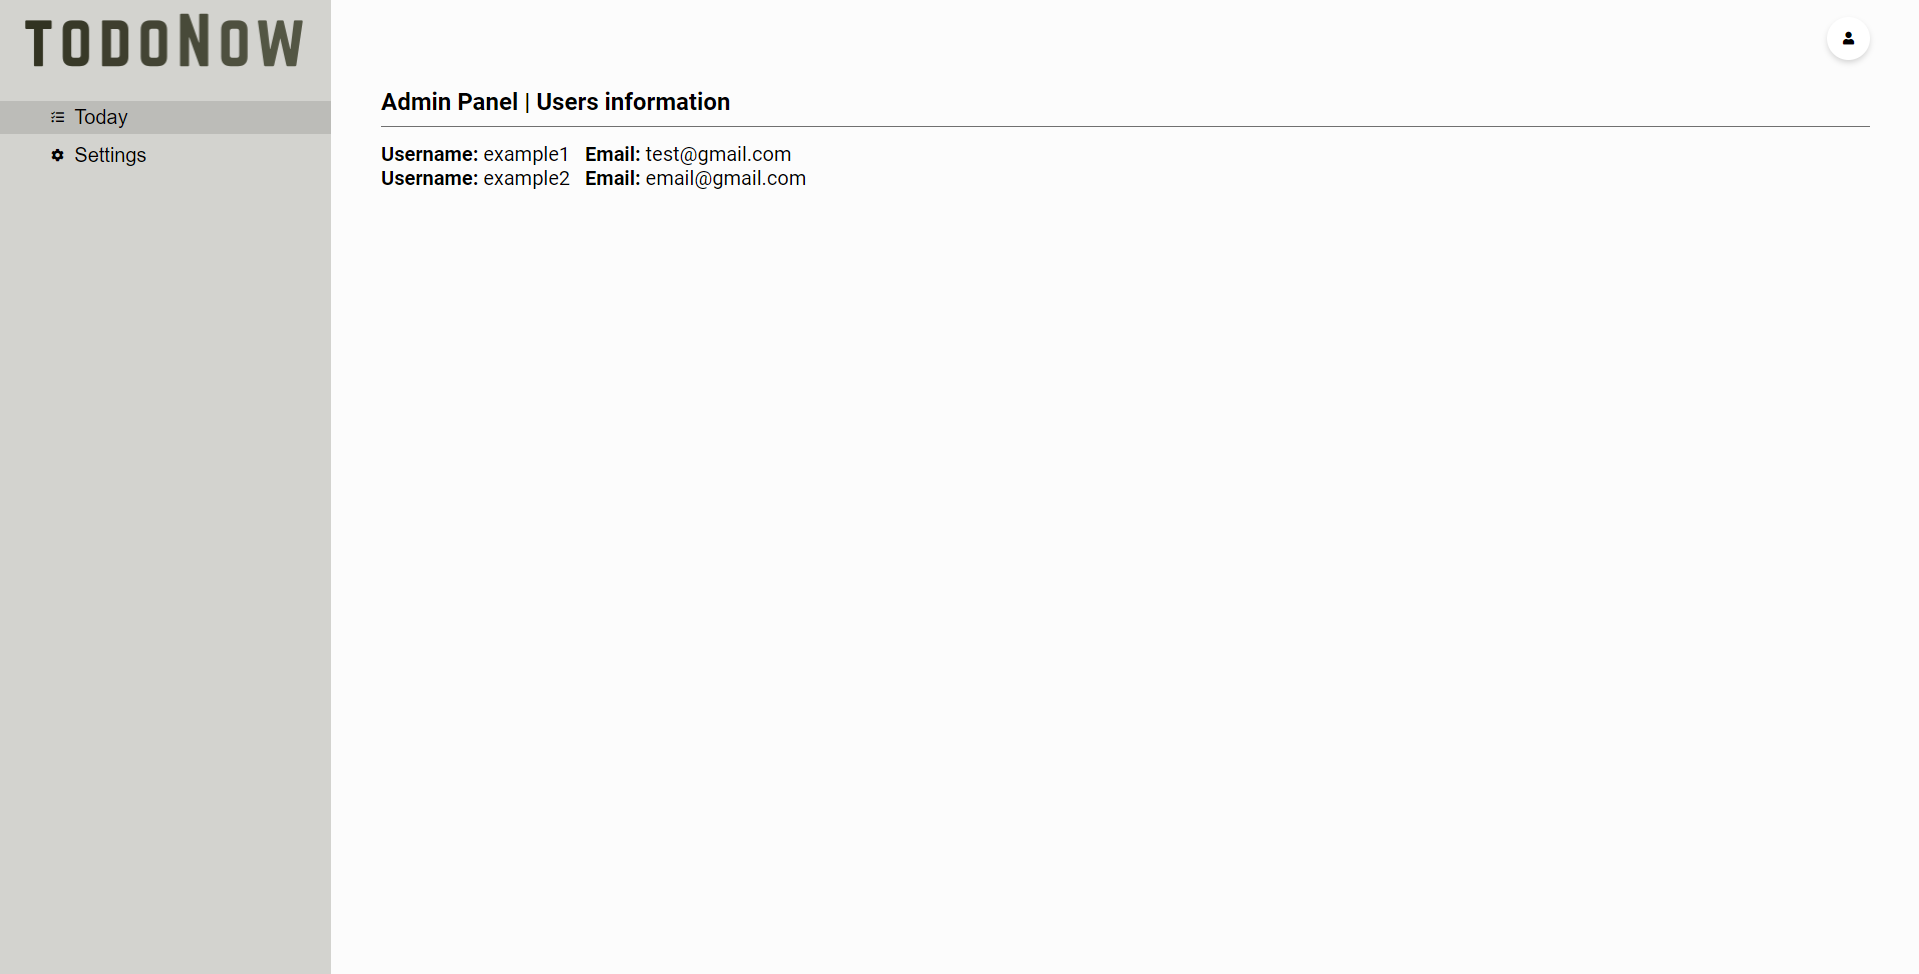 TODONOW
Today
Settings
Admin Panel | Users information
Username: example1 Email: test@gmail.com
Username: example2 Email: email@gmail.com